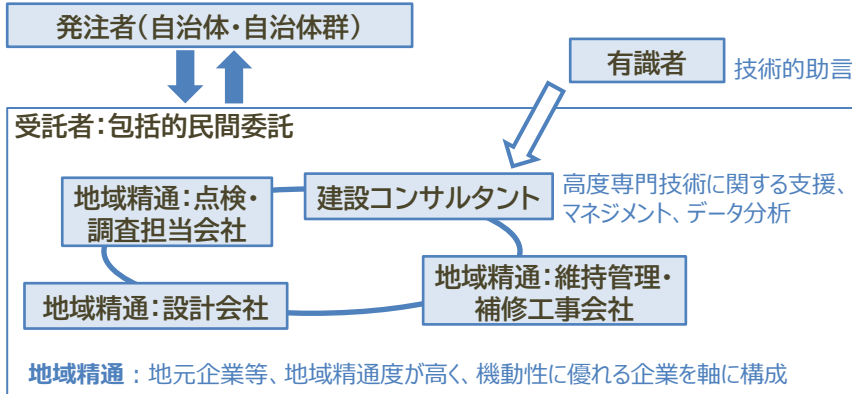 発注者（自治体・自治体群）
有識者
技術的助言
受託者：包括的民間委託
地域精通：点検・
調査担当会社
建設コンサルタント
高度専門技術に関する支援、
マネジメント、データ分析
地域精通：設計会社
地域精通：維持管理・
補修工事会社
地域精通：地元企業等、地域精通度が高く、機動性に優れる企業を軸に構成